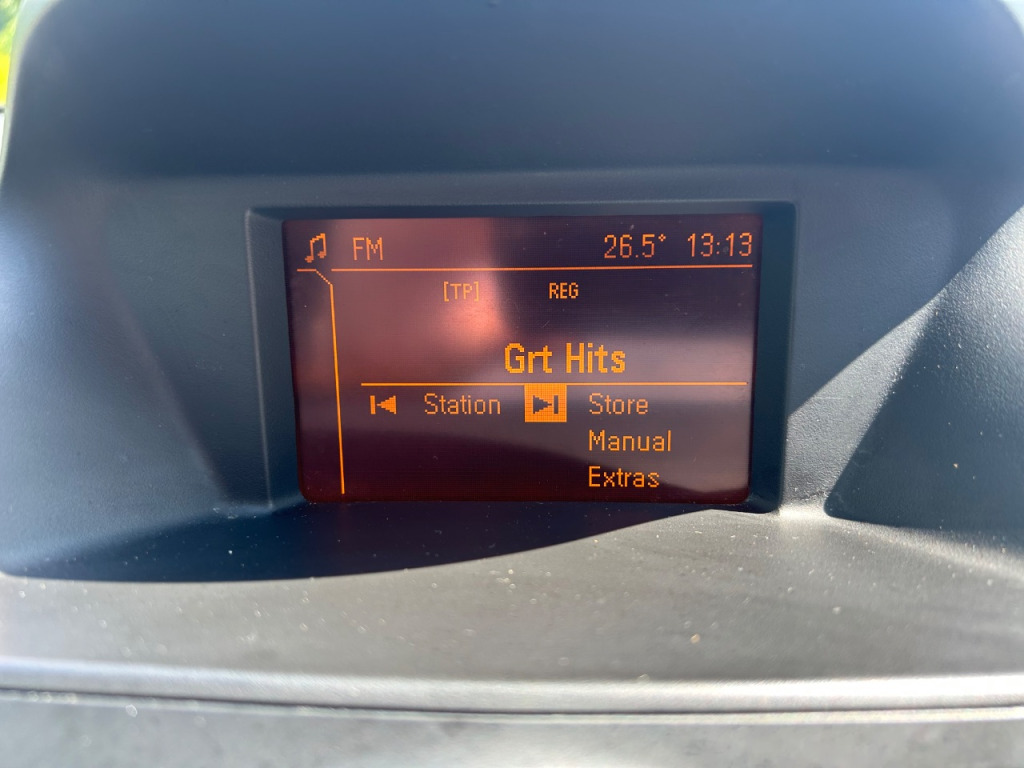 FM 26.5° 13:13
[TP] REG
Grt Hits
Station Store
Manual
Extras